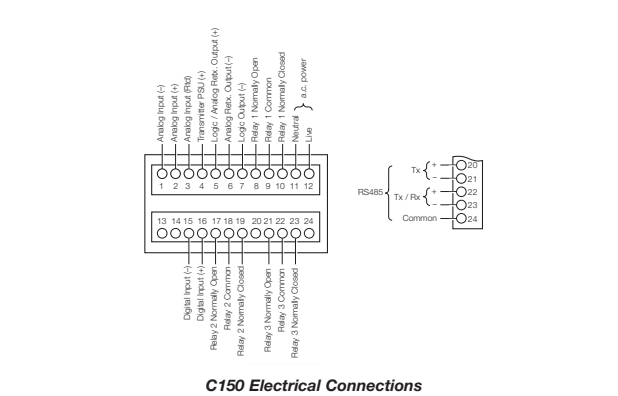 Analog Input (–)
Analog Input (+)
Analog Input (Rtd)
Transmitter PSU (+)
Logic / Analog Retx. Output (+)
Analog Retx. Output (–)
Logic Output (–)
Relay 1 Normally Open
Relay 1 Common
Relay 1 Normally Closed
Neutral
Live
a.c. power
1 2 3 4 5 6 7 8 9 10 11 12
13 14 15 16 17 18 19 20 21 22 23 24
Digital Input (–)
Digital Input (+)
Relay 2 Normally Open
Relay 2 Common
Relay 2 Normally Closed
Relay 3 Normally Open
Relay 3 Common
Relay 3 Normally Closed
RS485
Tx
+ 20
– 21
Tx / Rx
+ 22
– 23
Common 24
C150 Electrical Connections